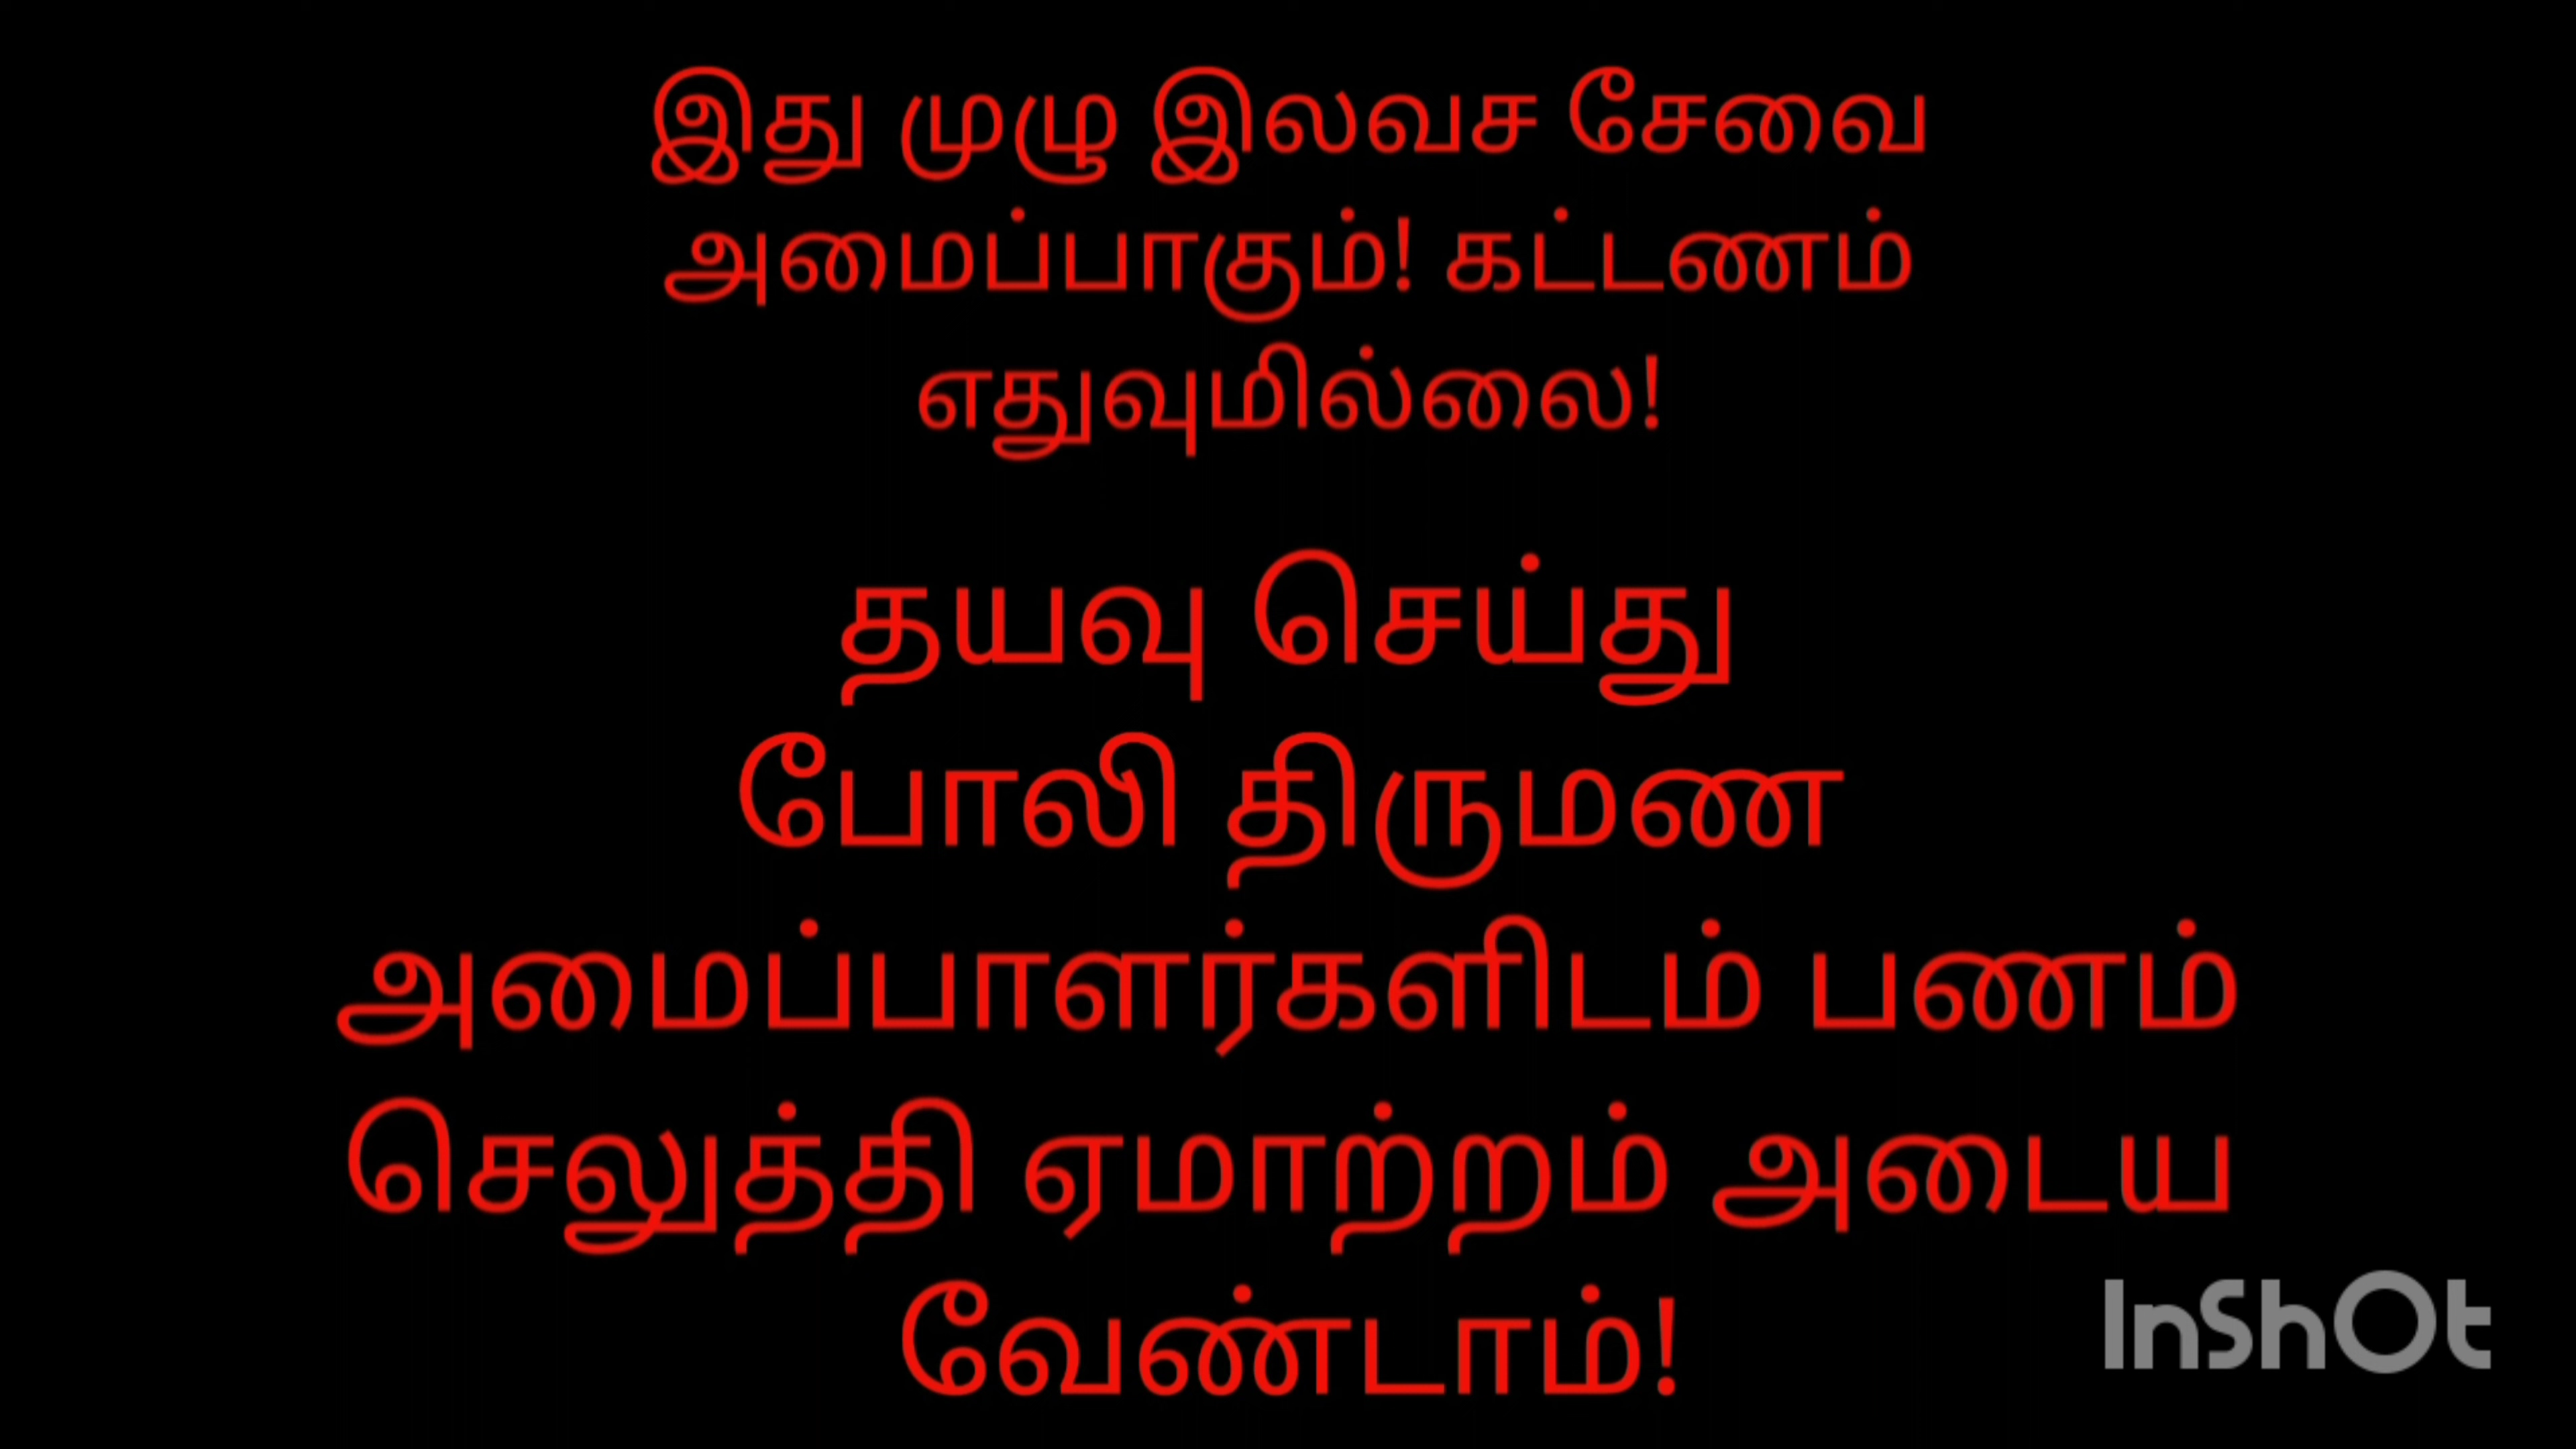 இது முழு இலவச சேவை
அமைப்பாகும்! கட்டணம்
எதுவுமில்லை!
தயவு செய்து
போலி திருமண
அமைப்பாளர்களிடம் பணம்
செலுத்தி ஏமாற்றம் அடைய
வேண்டாம்!
InShOt